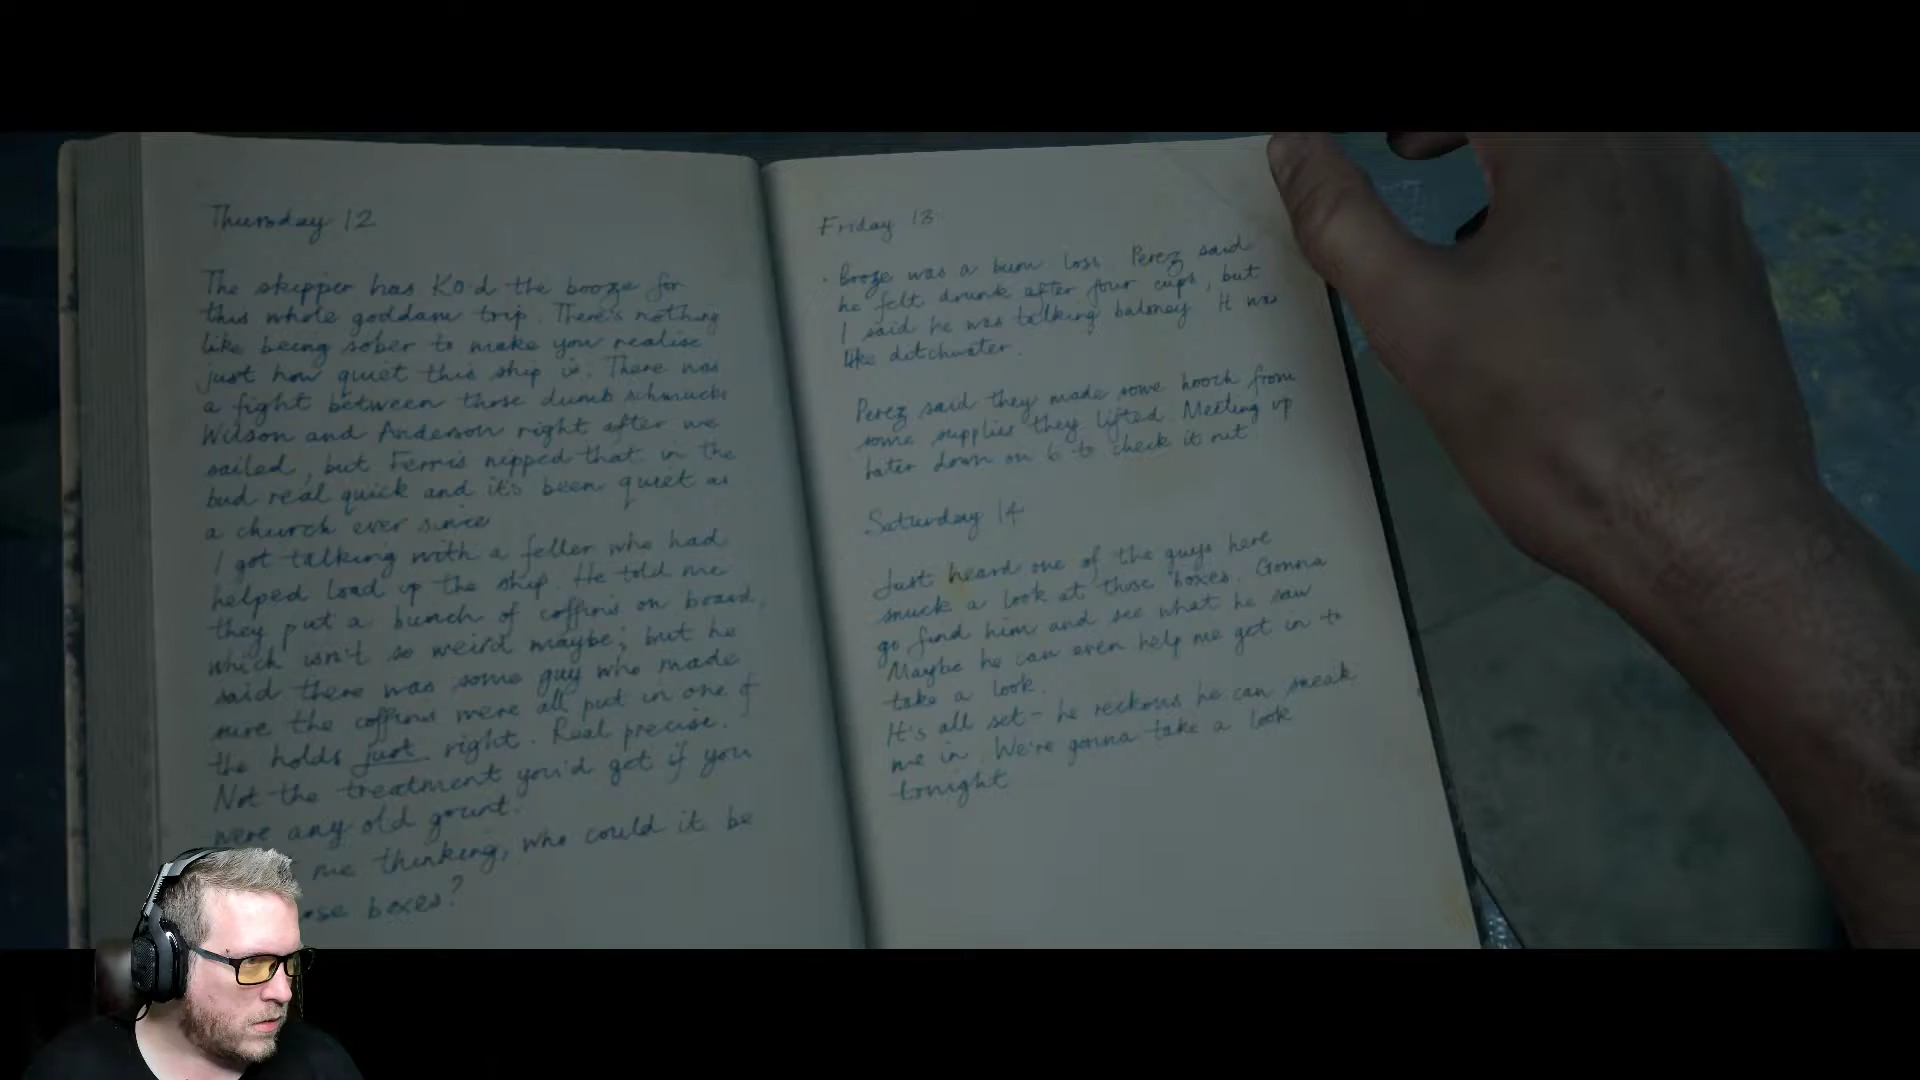 Thursday 12
The skipper has KO'd the booze for
this whole goddam trip. There's nothing
like being sober to make you realise
just how quiet this ship is. There was
a fight between those dumb schmucks
Wilson and Anderson right after we
sailed, but Ferris nipped that in the
bud real quick and it's been quiet as
a church ever since
I got talking with a feller who had
helped load up the ship. He told me
they put a bunch of coffins on board,
which isn't so weird maybe, but he
said there was some guy who made
sure the coffins were all put in one of
the holds just right. Real precise.
Not the treatment you'd get if you
were any old grunt.
me thinking, who could it be
boxes?
Friday 13
Booze was a bum loss. Perez said
he felt drunk after four cups, but
I said he was talking baloney. It was
like ditchwater.
Perez said they made some hooch from
some supplies they lifted. Meeting up
later down on 6 to check it out
Saturday 14
Just heard one of the guys here
snuck a look at those boxes. Gonna
go find him and see what he saw
Maybe he can even help me get in to
take a look.
It's all set - he reckons he can sneak
me in. We're gonna take a look
tonight